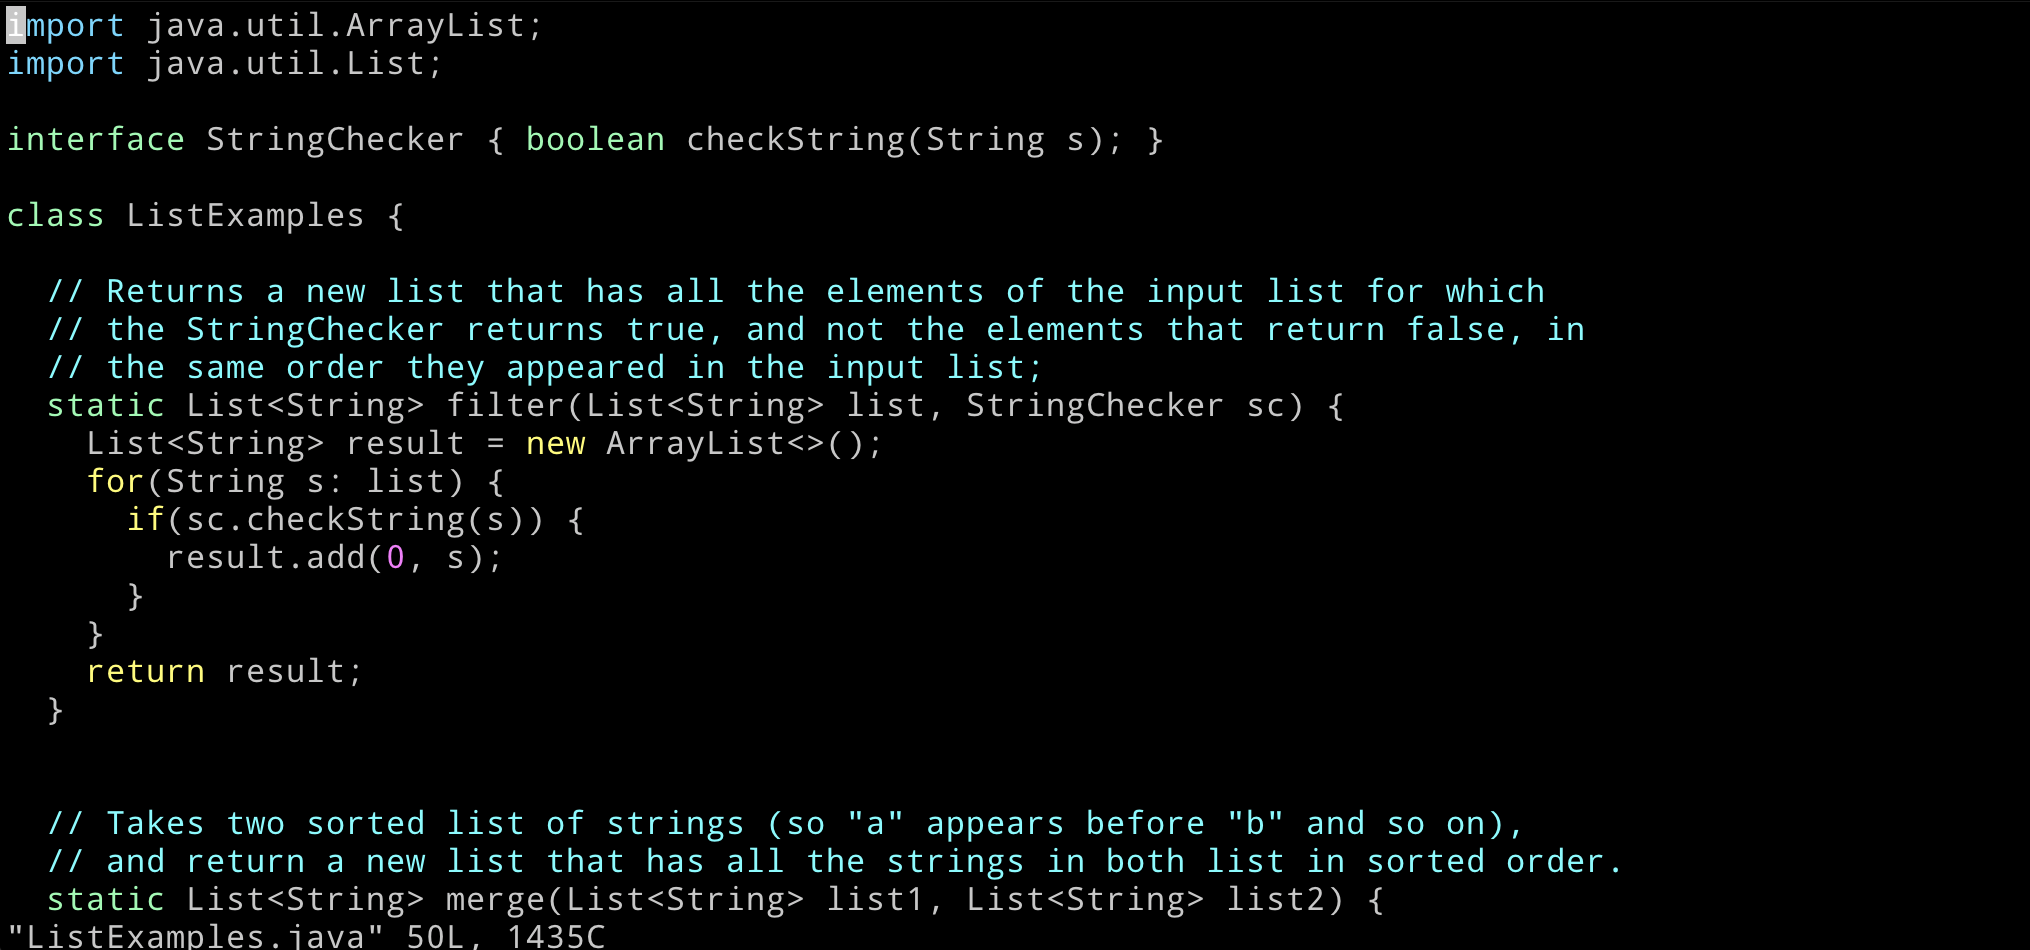 import java.util.ArrayList;
import java.util.List;

interface StringChecker { boolean checkString(String s); }

class ListExamples {

  // Returns a new list that has all the elements of the input list for which
  // the StringChecker returns true, and not the elements that return false, in
  // the same order they appeared in the input list;
  static List<String> filter(List<String> list, StringChecker sc) {
    List<String> result = new ArrayList<>();
    for(String s: list) {
      if(sc.checkString(s)) {
        result.add(0, s);
      }
    }
    return result;
  }


  // Takes two sorted list of strings (so "a" appears before "b" and so on),
  // and return a new list that has all the strings in both list in sorted order.
  static List<String> merge(List<String> list1, List<String> list2) {
"ListExamples.java" 50L, 1435C